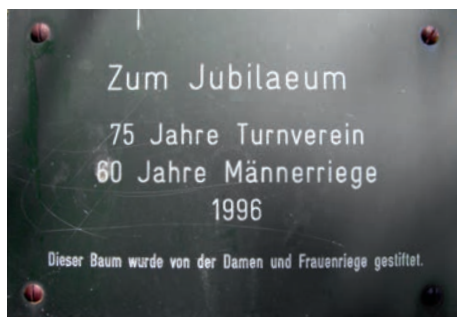 Zum Jubilaeum
75 Jahre Turnverein
60 Jahre Männerriege
1996
Dieser Baum wurde von der Damen und Frauenriege gestiftet.